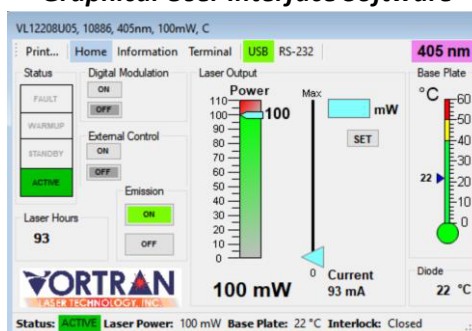 Graphical User Interface Software
VL12208U05, 10886, 405nm, 100mW, C
Print... Home Information Terminal USB RS-232 405 nm
Status
FAULT
WARMUP
STANDBY
ACTIVE
Laser Hours
93
Digital Modulation
ON
OFF
External Control
ON
OFF
Emission
ON
OFF
Laser Output
Power
110
100
90
80
70
60
50
40
30
20
10
0
100
100 mW
Max
0
mW
SET
Current
93 mA
Base Plate
°C
60
50
40
30
20
10
0
22
Diode
22 °C
VORTRAN
LASER TECHNOLOGY, INC.
Status: ACTIVE Laser Power: 100 mW Base Plate: 22 °C Interlock: Closed